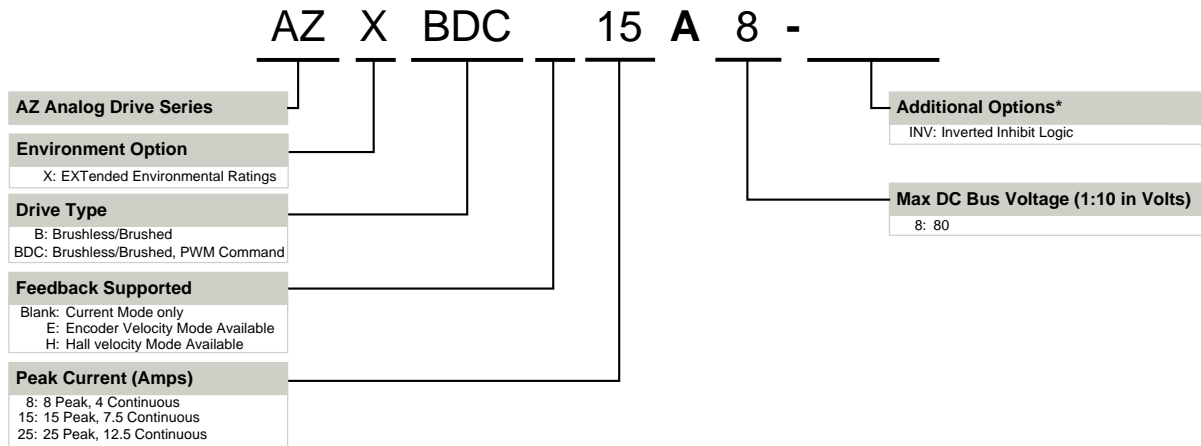 AZ X BDC 15 A 8 -
AZ Analog Drive Series
Environment Option
X: EXTended Environmental Ratings
Drive Type
B: Brushless/Brushed
BDC: Brushless/Brushed, PWM Command
Feedback Supported
Blank: Current Mode only
E: Encoder Velocity Mode Available
H: Hall velocity Mode Available
Peak Current (Amps)
8: 8 Peak, 4 Continuous
15: 15 Peak, 7.5 Continuous
25: 25 Peak, 12.5 Continuous
Additional Options*
INV: Inverted Inhibit Logic
Max DC Bus Voltage (1:10 in Volts)
8: 80